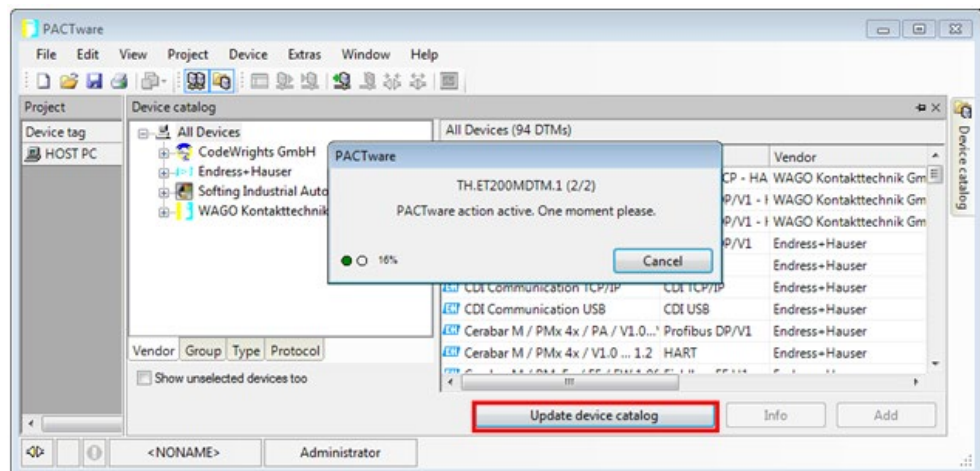 PACTware
File Edit View Project Device Extras Window Help
Project
Device catalog
Device tag
HOST PC
All Devices
CodeWrights GmbH
Endress+Hauser
Softing Industrial Auto
WAGO Kontakttechnik
All Devices (94 DTMs)
Vendor
CP - HA WAGO Kontakttechnik Gm
WAGO Kontakttechnik Gm
WAGO Kontakttechnik Gm
P/V1 Endress+Hauser
Endress+Hauser
CDI Communication TCP/IP CDI TCP/IP Endress+Hauser
CDI Communication USB CDI USB Endress+Hauser
Cerabar M / PMx 4x / PA / V1.0... Profibus DP/V1 Endress+Hauser
Cerabar M / PMx 4x / V1.0 ... 1.2 HART Endress+Hauser
PACTware
TH.ET200MDTM.1 (2/2)
PACTware action active. One moment please.
16%
Cancel
Vendor Group Type Protocol
Show unselected devices too
Update device catalog
Info
Add
Device catalog
<NONAME>
Administrator